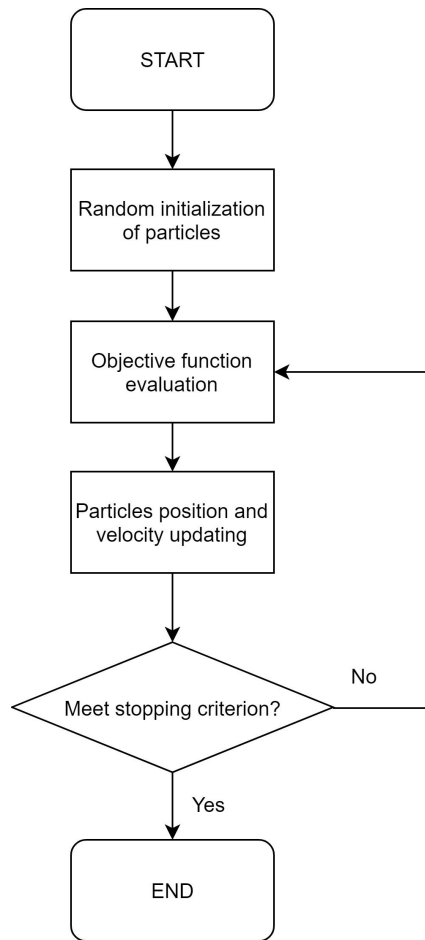 START
Random initialization
of particles
Objective function
evaluation
Particles position and
velocity updating
Meet stopping criterion?
No
Yes
END